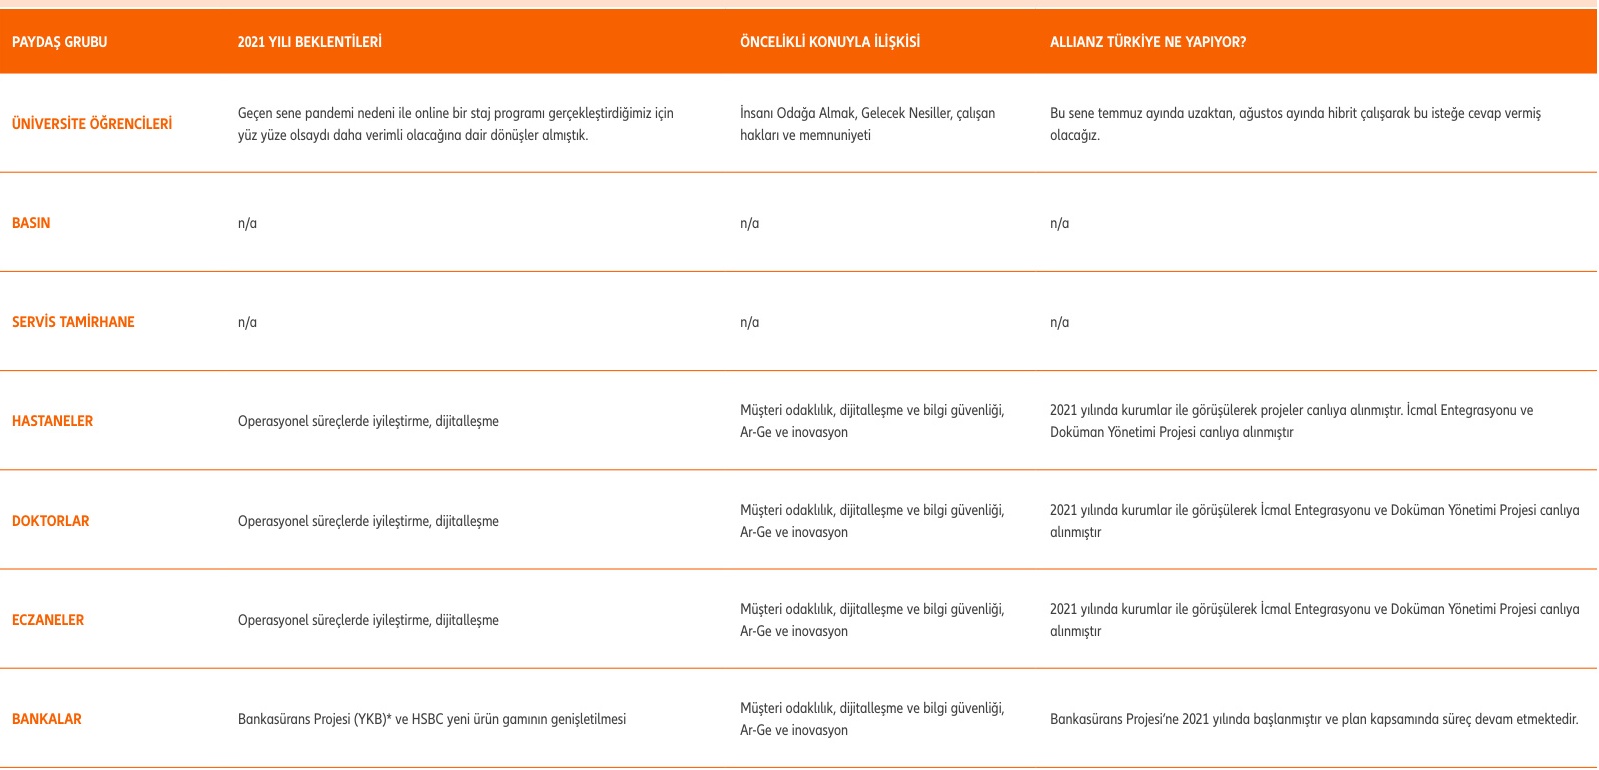 PAYDAŞ GRUBU 2021 YILI BEKLENTİLERİ ÖNCELİKLİ KONUYLA İLİŞKİSİ ALLIANZ TÜRKİYE NE YAPIYOR?
ÜNİVERSİTE ÖĞRENCİLERİ
Geçen sene pandemi nedeni ile online bir staj programı gerçekleştirdiğimiz için
yüz yüze olsaydı daha verimli olacağına dair dönüşler almıştık.
İnsanı Odağa Almak, Gelecek Nesiller, çalışan
hakları ve memnuniyeti
Bu sene temmuz ayında uzaktan, ağustos ayında hibrit çalışarak bu isteğe cevap vermiş
olacağız.
BASIN n/a n/a n/a
SERVİS TAMİRHANE n/a n/a n/a
HASTANELER
Operasyonel süreçlerde iyileştirme, dijitalleşme
Müşteri odaklılık, dijitalleşme ve bilgi güvenliği,
Ar-Ge ve inovasyon
2021 yılında kurumlar ile görüşülerek projeler canlıya alınmıştır. İcmal Entegrasyonu ve
Doküman Yönetimi Projesi canlıya alınmıştır
DOKTORLAR
Operasyonel süreçlerde iyileştirme, dijitalleşme
Müşteri odaklılık, dijitalleşme ve bilgi güvenliği,
Ar-Ge ve inovasyon
2021 yılında kurumlar ile görüşülerek İcmal Entegrasyonu ve Doküman Yönetimi Projesi canlıya
alınmıştır
ECZANELER
Operasyonel süreçlerde iyileştirme, dijitalleşme
Müşteri odaklılık, dijitalleşme ve bilgi güvenliği,
Ar-Ge ve inovasyon
2021 yılında kurumlar ile görüşülerek İcmal Entegrasyonu ve Doküman Yönetimi Projesi canlıya
alınmıştır
BANKALAR
Bankasürans Projesi (YKB)* ve HSBC yeni ürün gamının genişletilmesi
Müşteri odaklılık, dijitalleşme ve bilgi güvenliği,
Ar-Ge ve inovasyon
Bankasürans Projesi’ne 2021 yılında başlanmıştır ve plan kapsamında süreç devam etmektedir.